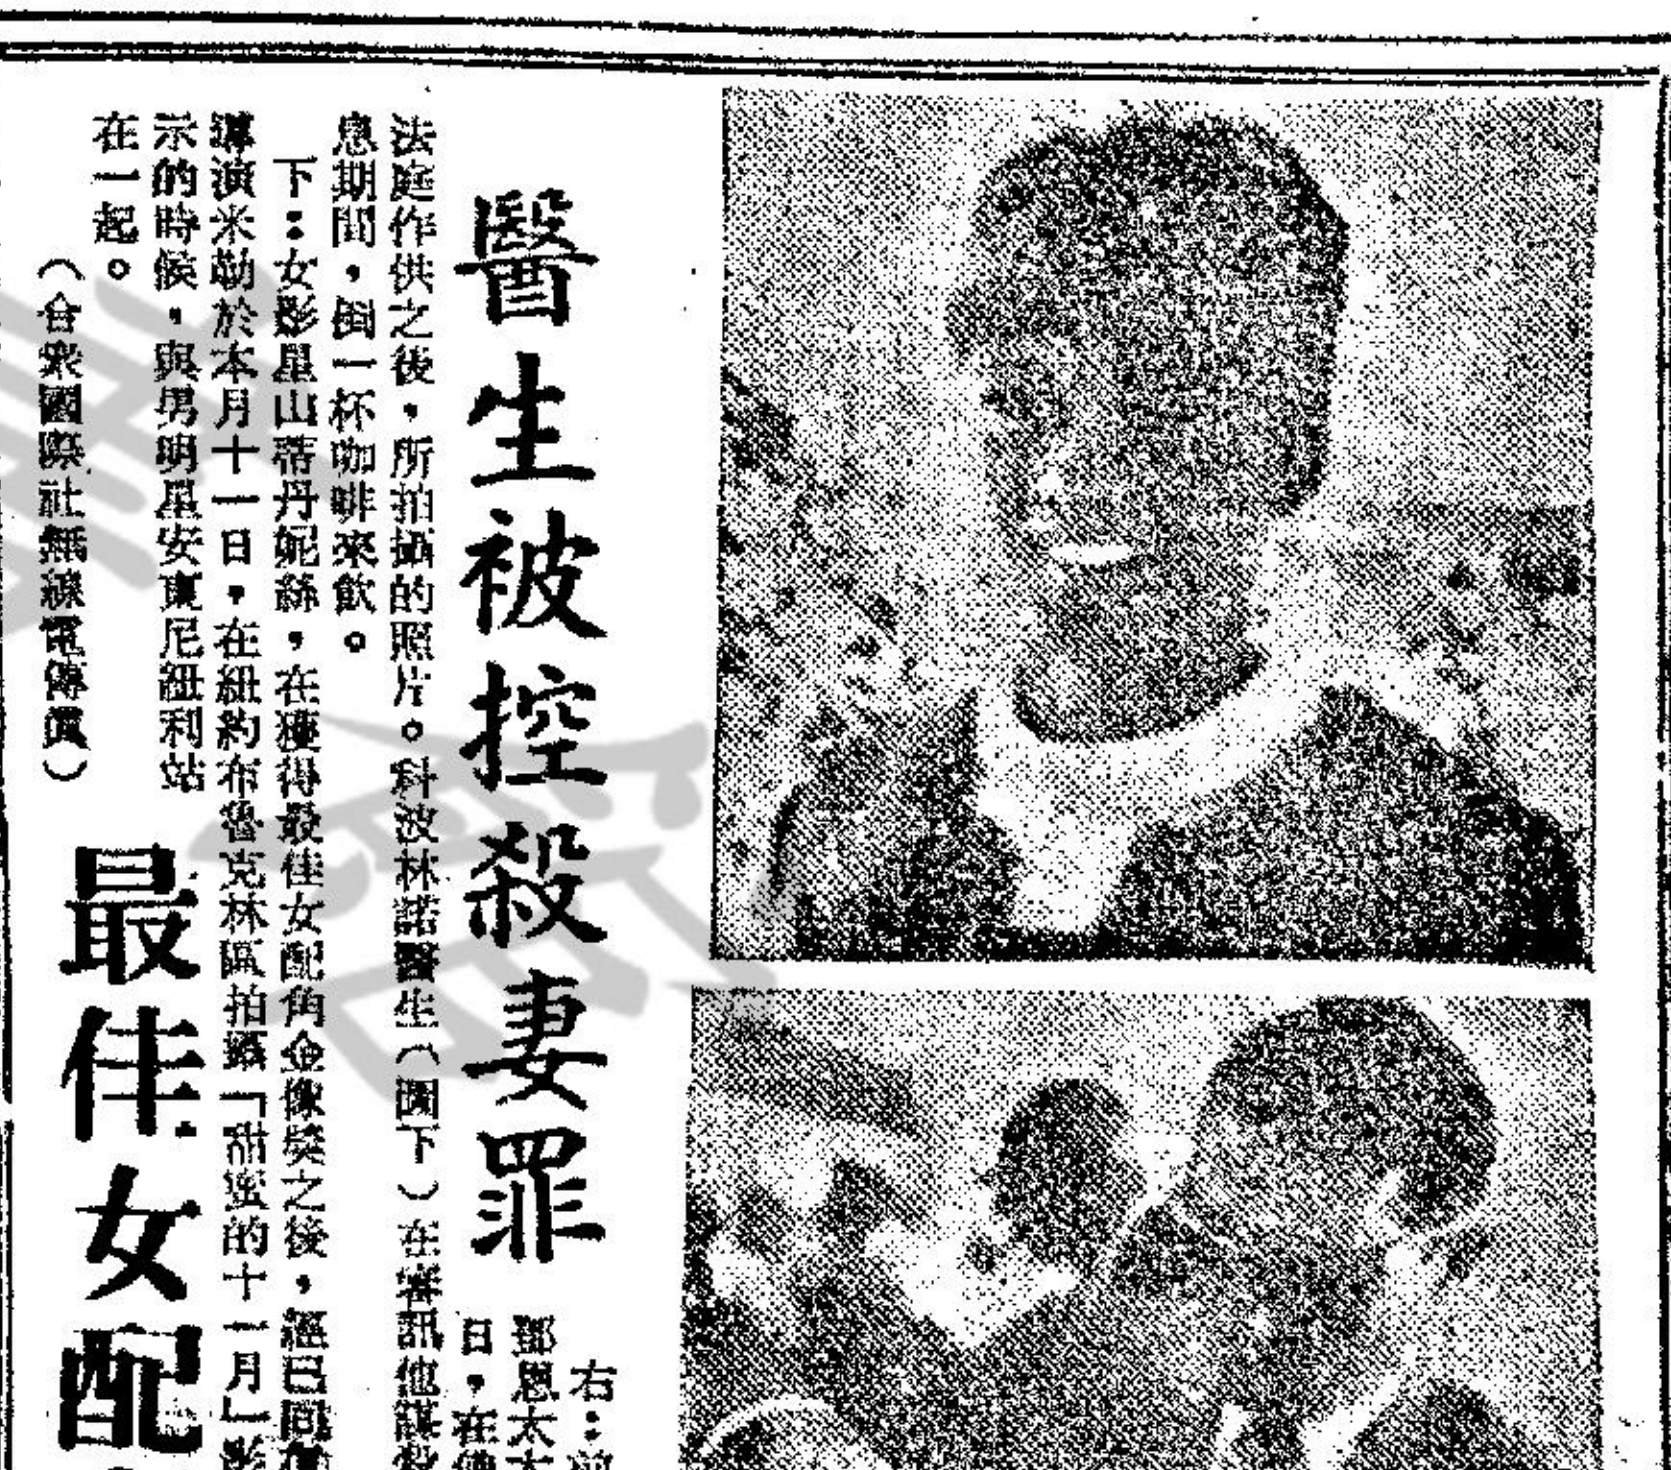 醫生被控殺妻罪
右：前
鄧恩太太
日，在佛
法庭作供之後，所拍攝的照片。科波林諾醫生（圖下）在審訊他謀殺
息期間，倒一杯咖啡來飲。
最佳女配
下：女影星山蒂丹妮絲，在獲得最佳女配角金像獎之後，經已同
導演米勒於本月十一日，在紐約布魯克林區拍攝「甜蜜的十一月」影
示的時候，與男明星安東尼紐利站
在一起。
（合衆國際社無線電傳眞）